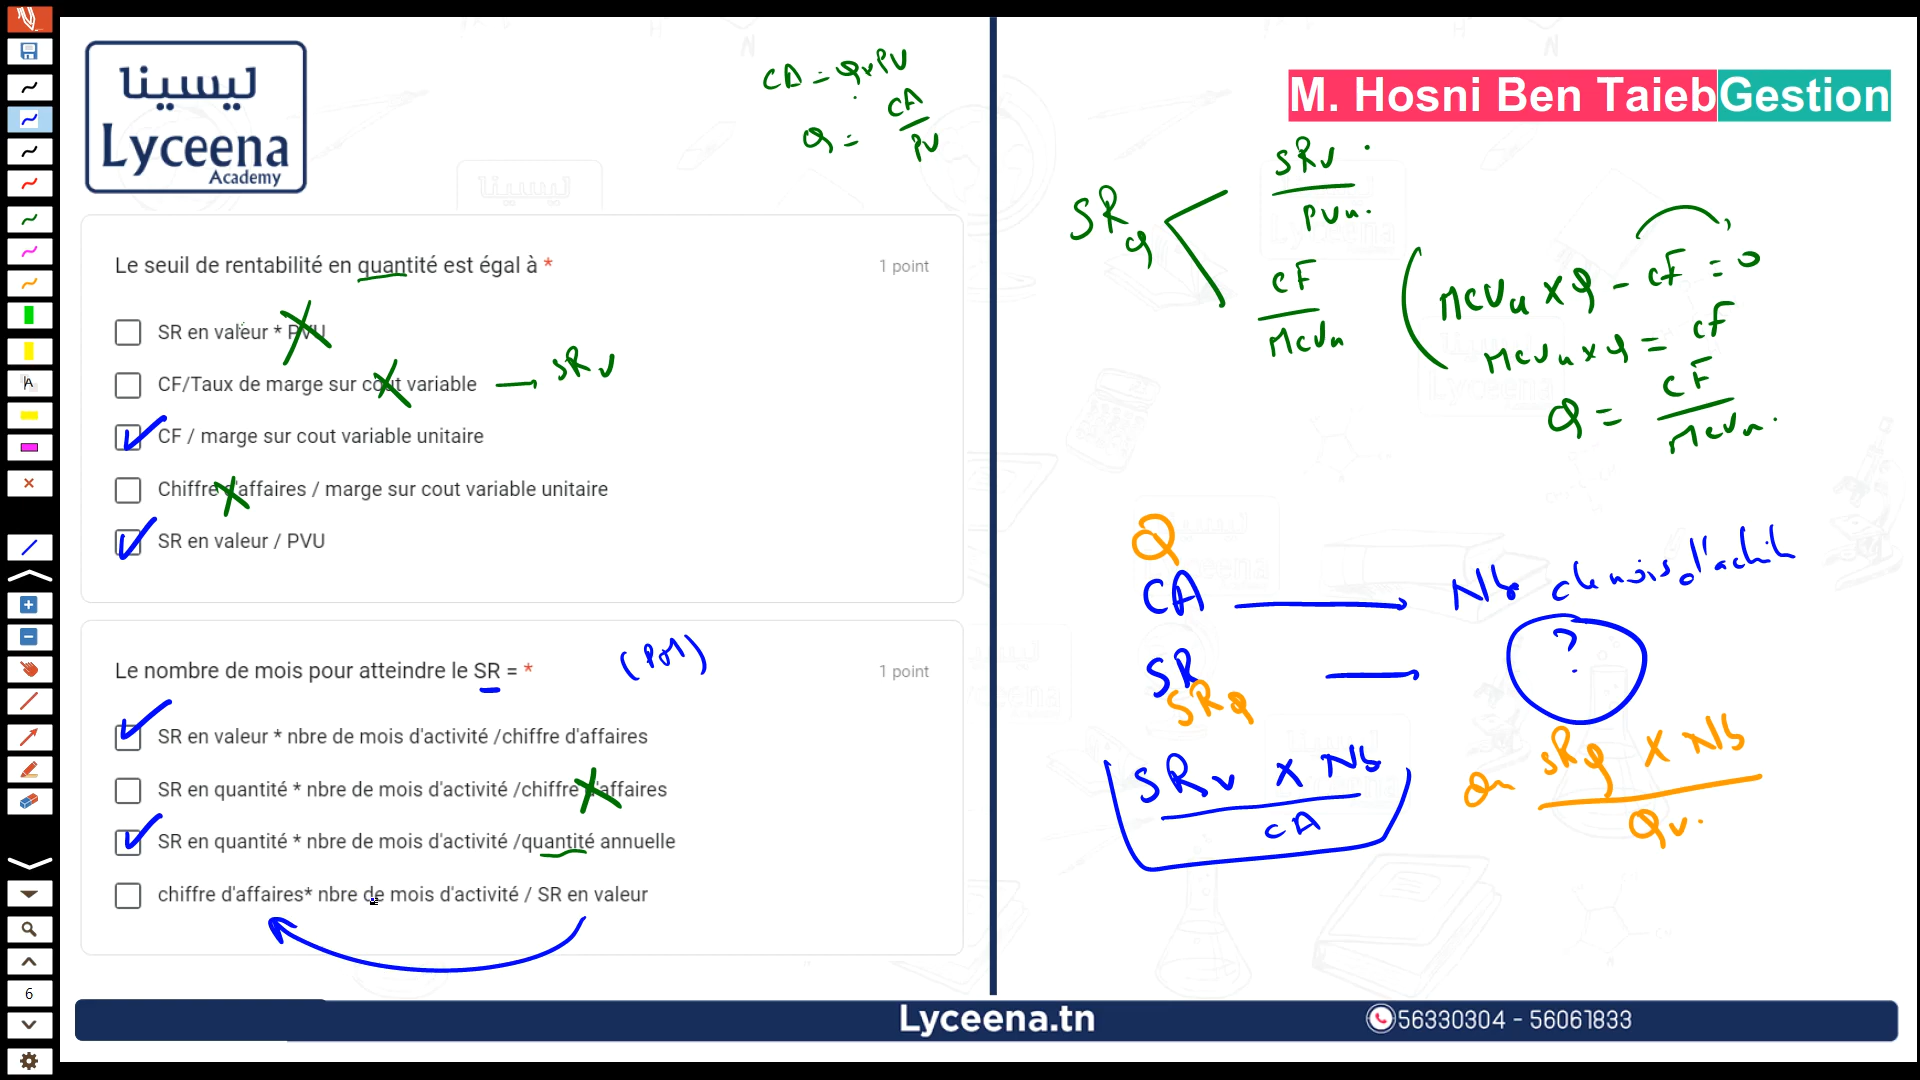 ليسينا
Lyceena
Academy
CA = Q x PV
Q = CA / PV
M. Hosni Ben Taieb Gestion
Le seuil de rentabilité en quantité est égal à *
1 point
SR en valeur * PVU
CF/Taux de marge sur cout variable → SRv
CF / marge sur cout variable unitaire
Chiffre d'affaires / marge sur cout variable unitaire
SR en valeur / PVU
Le nombre de mois pour atteindre le SR = *
(PM)
1 point
SR en valeur * nbre de mois d'activité /chiffre d'affaires
SR en quantité * nbre de mois d'activité /chiffre d'affaires
SR en quantité * nbre de mois d'activité /quantité annuelle
chiffre d'affaires* nbre de mois d'activité / SR en valeur
SRQ
SRv
PVu.
CF
MCVu
MCVu x Q - CF = 0
MCVu x Q = CF
Q = CF / MCVu.
Q
CA → Nb de mois d'activité
SR → ?
SRQ
SRv x Nb
CA
ou SRQ x Nb
Qv.
Lyceena.tn
56330304 - 56061833
6